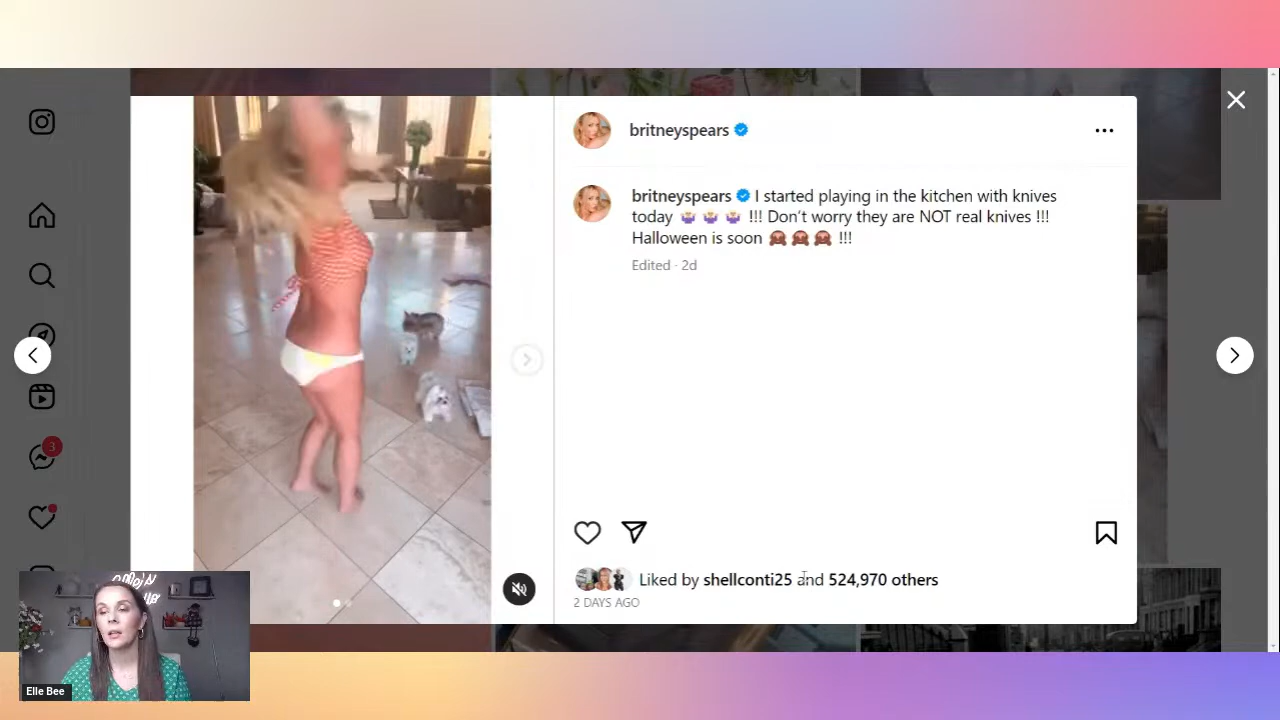 britneyspears
britneyspears I started playing in the kitchen with knives
today 🤷🏼‍♀️ 🤷🏼‍♀️ 🤷🏼‍♀️ !!! Don’t worry they are NOT real knives !!!
Halloween is soon 🙈 🙈 🙈 !!!
Edited · 2d
3
Liked by shellconti25 and 524,970 others
2 DAYS AGO
Elle Bee